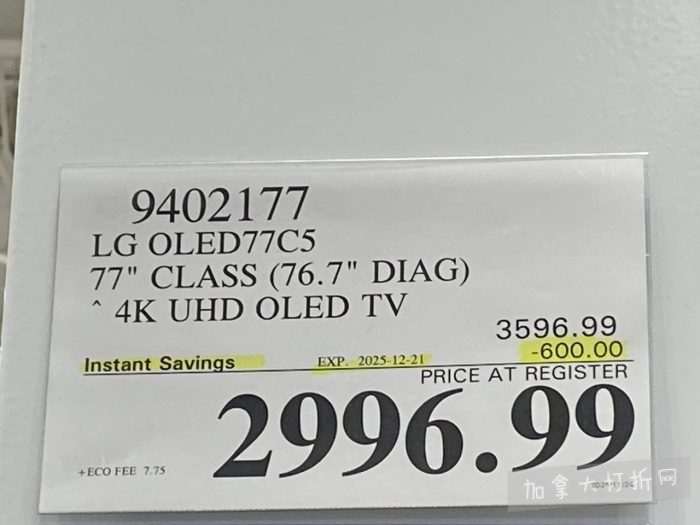 9402177
LG OLED77C5
77" CLASS (76.7" DIAG)
^ 4K UHD OLED TV
3596.99
Instant Savings EXP. 2025-12-21 -600.00
PRICE AT REGISTER
2996.99
+ECO FEE 7.75
加拿大打折网